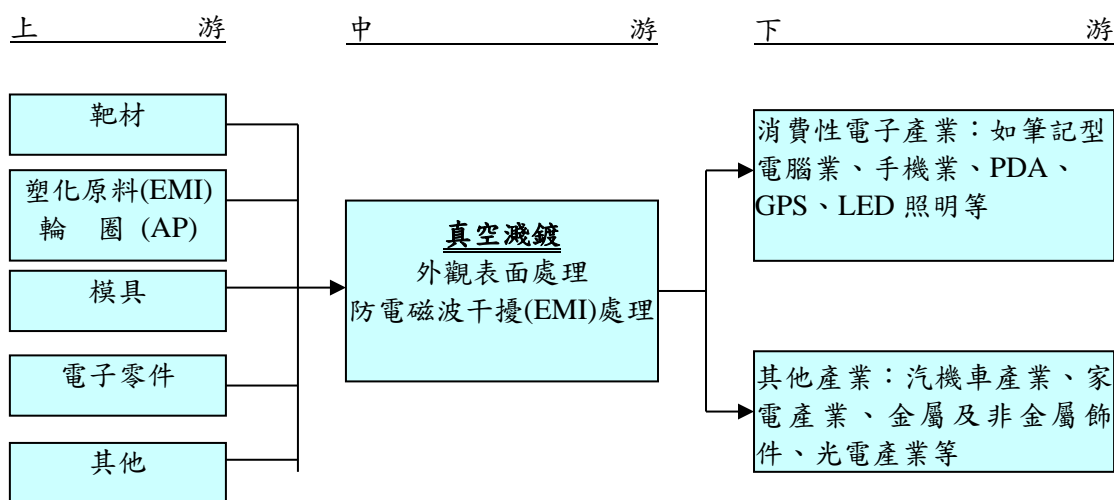 上游
中游
下游
靶材
塑化原料(EMI)
輪圈 (AP)
模具
電子零件
其他
真空濺鍍
外觀表面處理
防電磁波干擾(EMI)處理
消費性電子產業：如筆記型
電腦業、手機業、PDA、
GPS、LED 照明等
其他產業：汽機車產業、家
電產業、金屬及非金屬飾
件、光電產業等